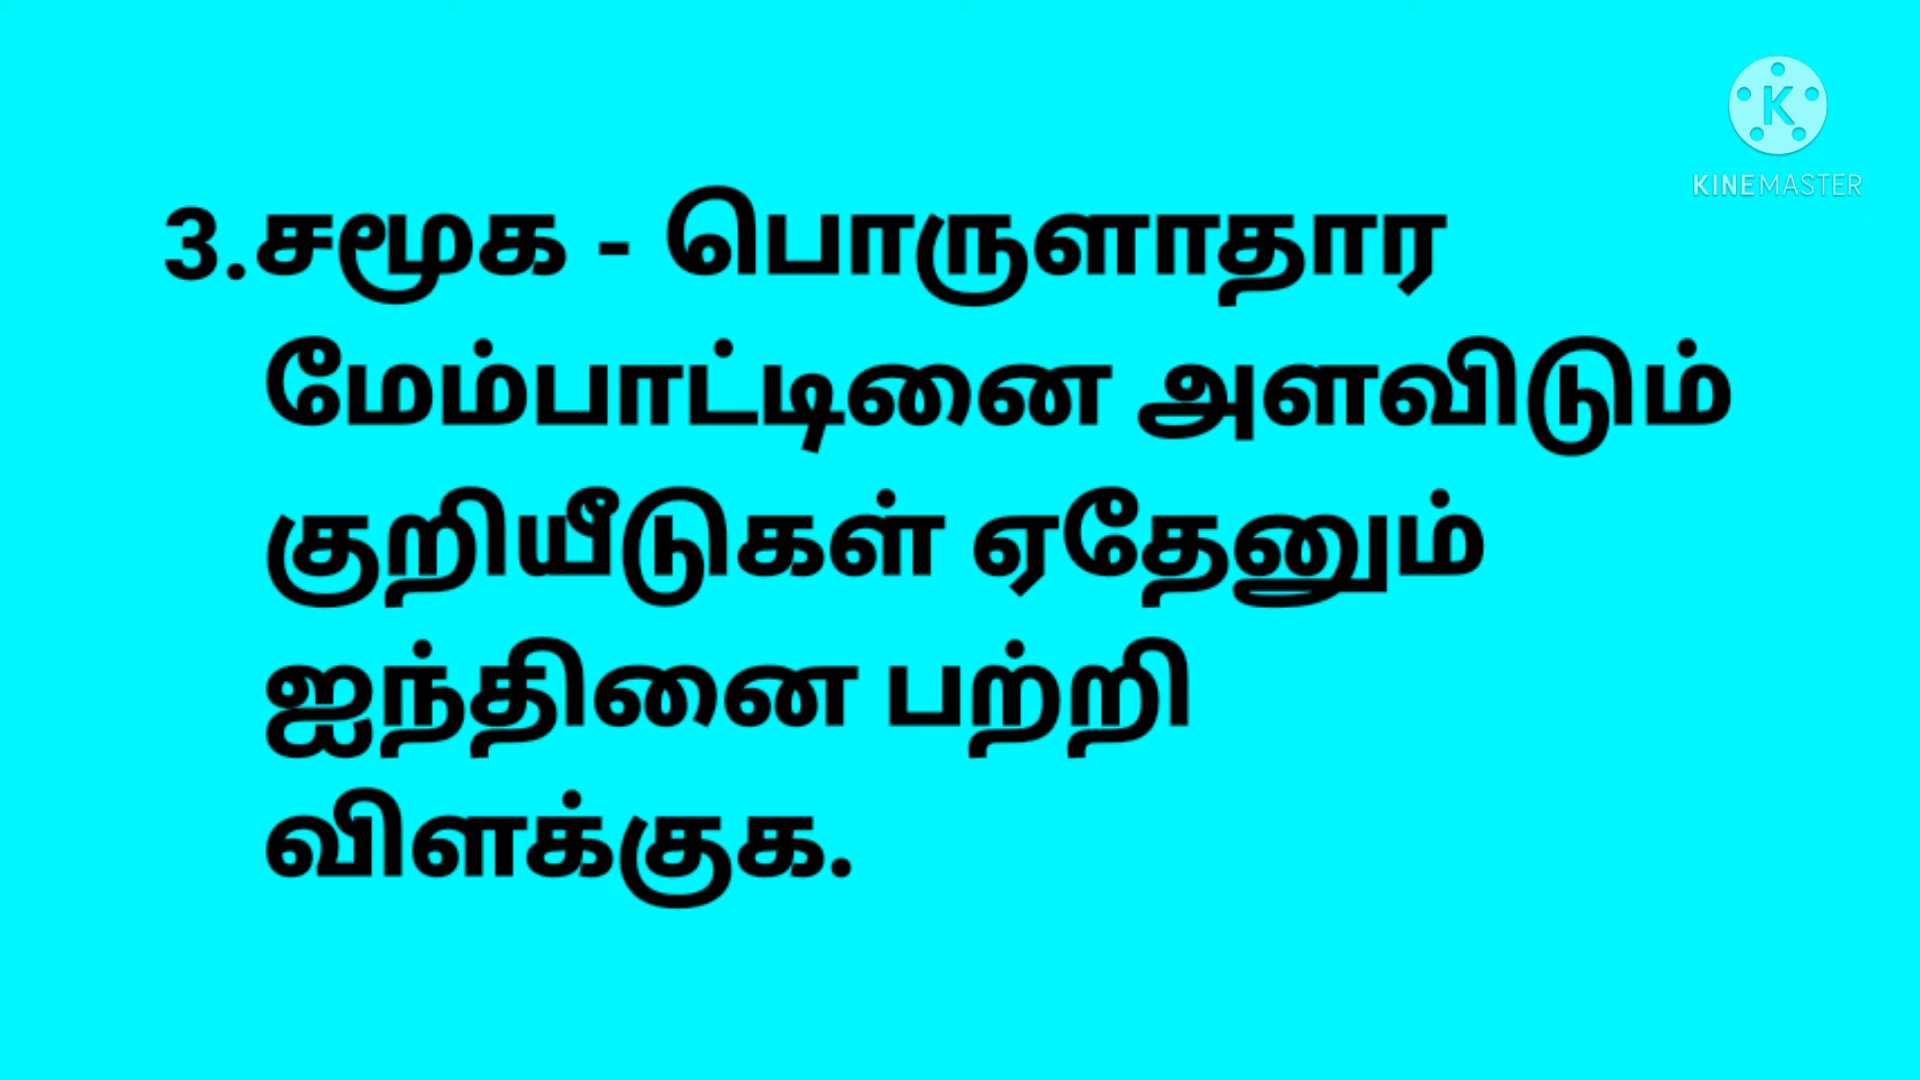 K
KINEMASTER
3.சமூக - பொருளாதார
மேம்பாட்டினை அளவிடும்
குறியீடுகள் ஏதேனும்
ஐந்தினை பற்றி
விளக்குக.